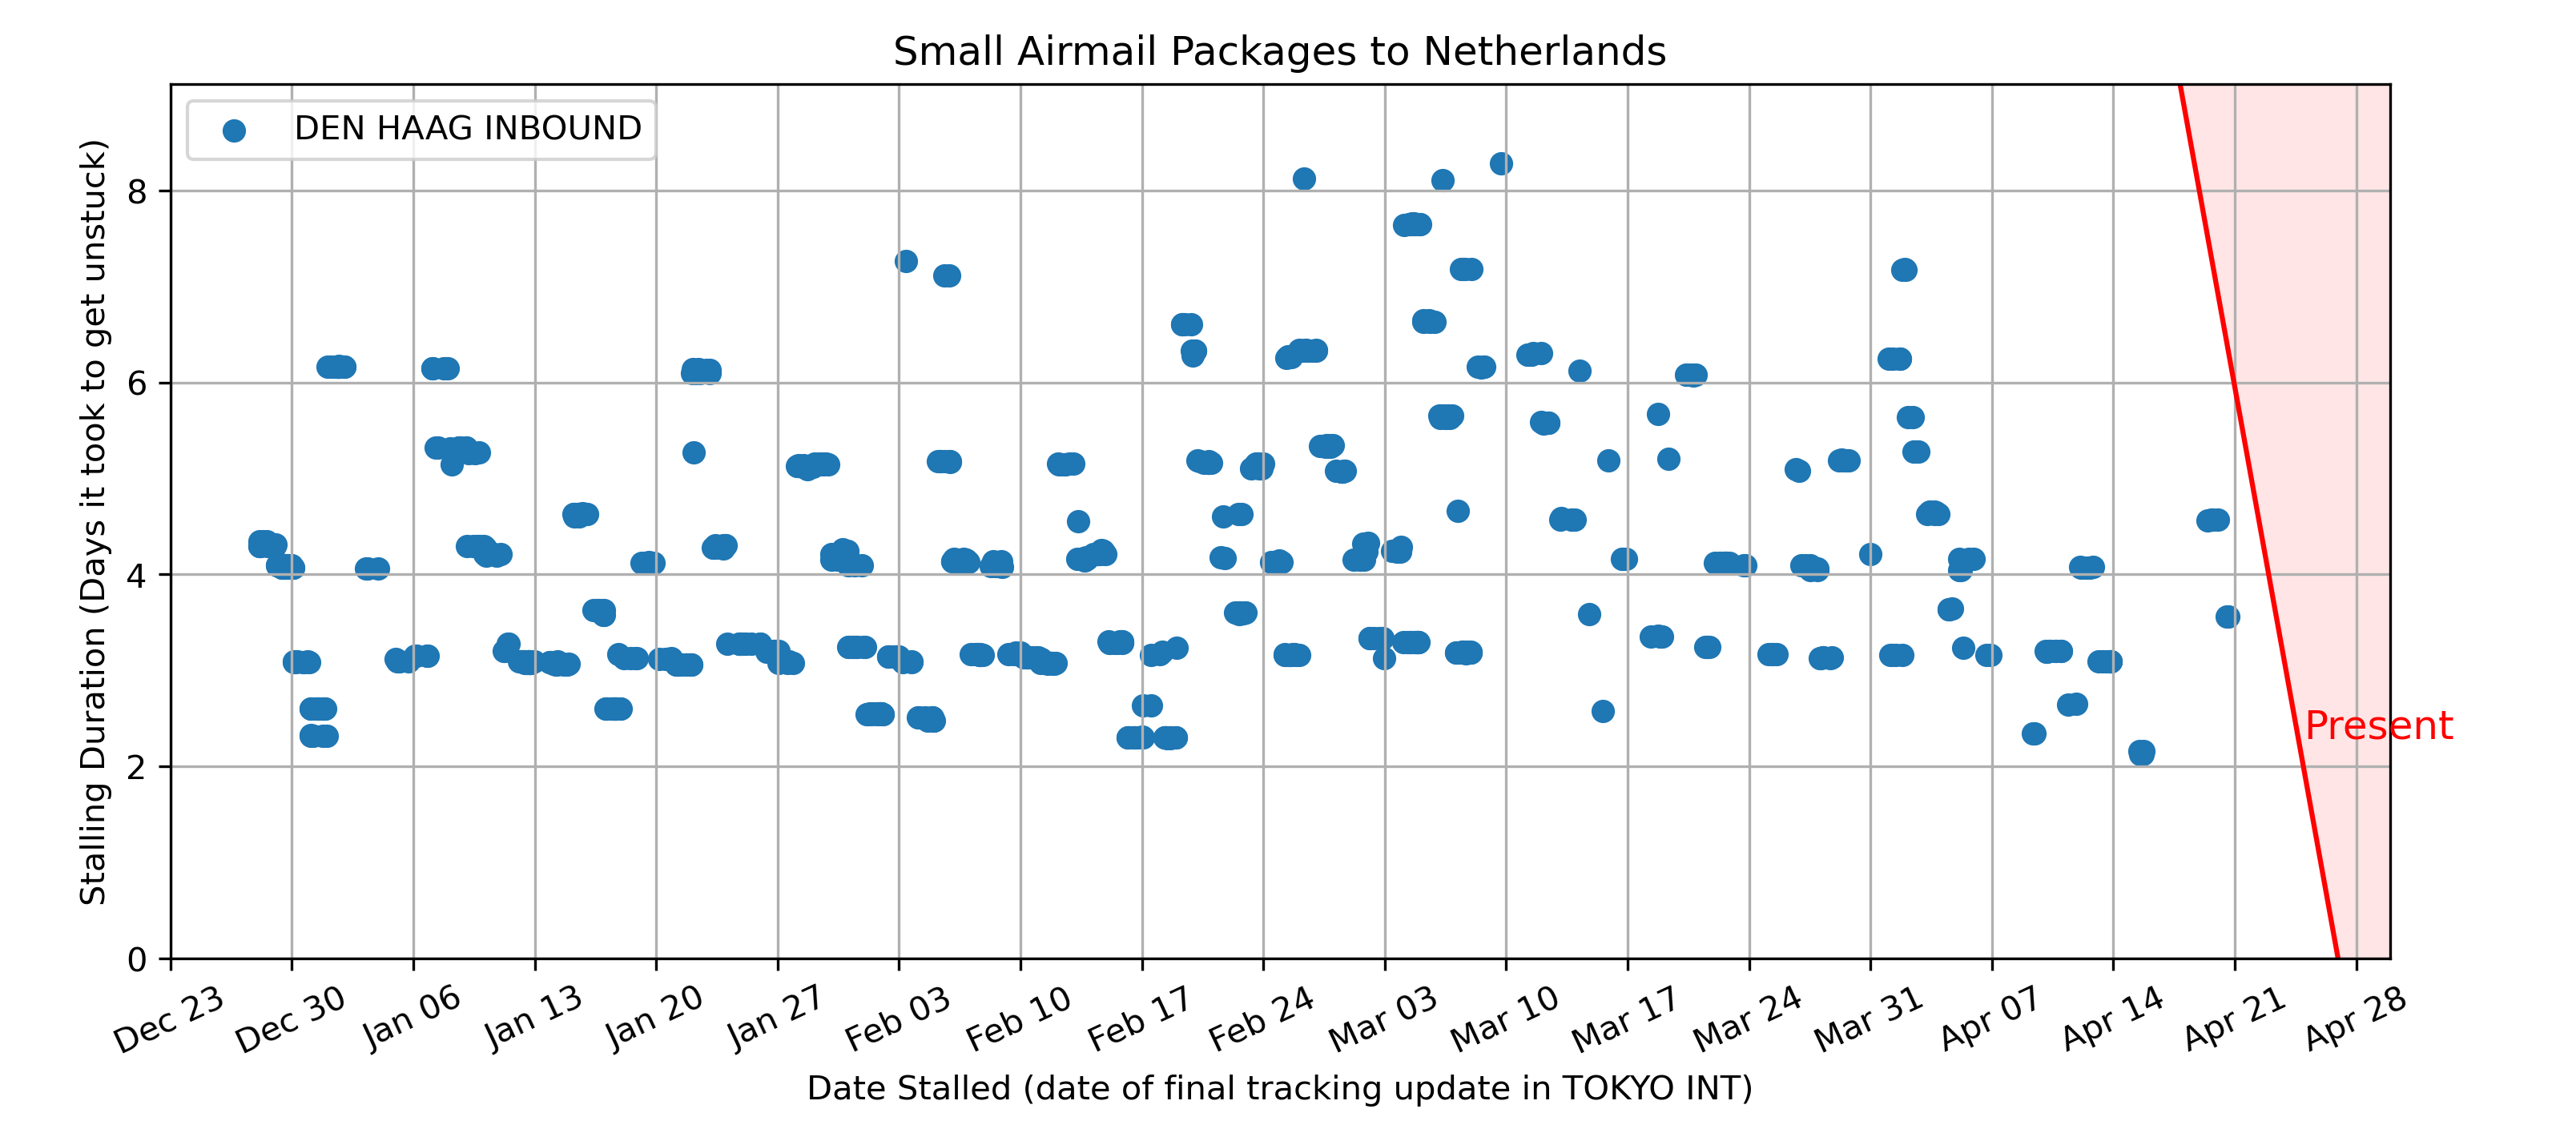 Small Airmail Packages to Netherlands
DEN HAAG INBOUND
Stalling Duration (Days it took to get unstuck)
8
6
4
2
0
Present
Dec 23
Dec 30
Jan 06
Jan 13
Jan 20
Jan 27
Feb 03
Feb 10
Feb 17
Feb 24
Mar 03
Mar 10
Mar 17
Mar 24
Mar 31
Apr 07
Apr 14
Apr 21
Apr 28
Date Stalled (date of final tracking update in TOKYO INT)